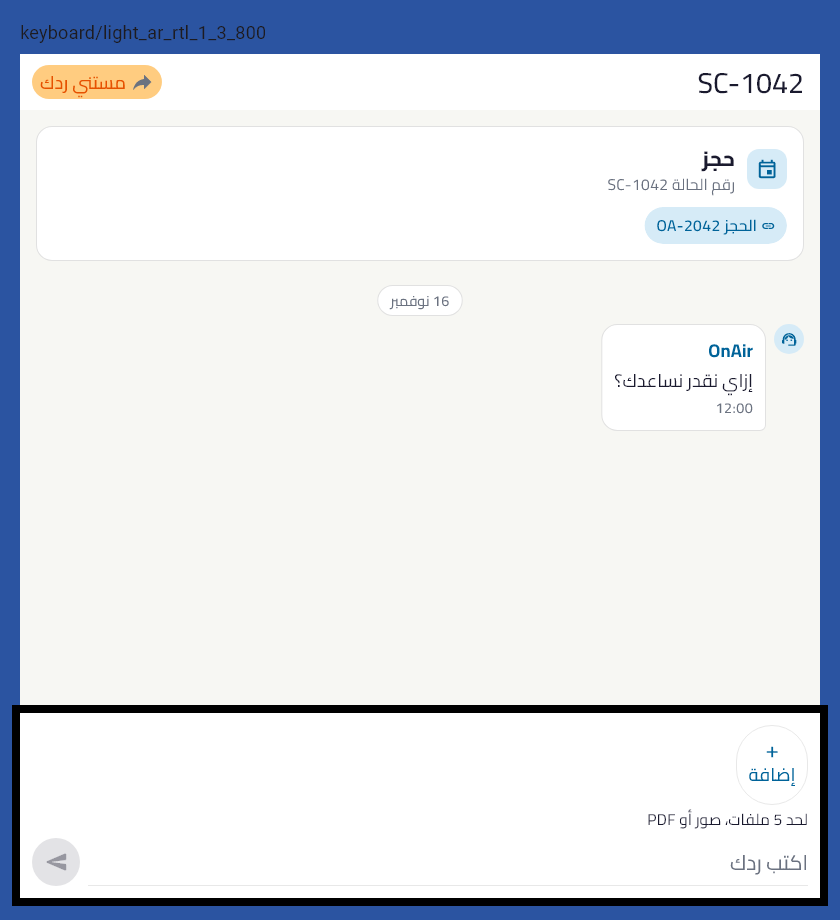 keyboard/light_ar_rtl_1_3_800
SC-1042
مستني ردك
حجز
رقم الحالة SC-1042
الحجز OA-2042
16 نوفمبر
OnAir
إزاي نقدر نساعدك؟
12:00
+
إضافة
لحد 5 ملفات، صور أو PDF
اكتب ردك